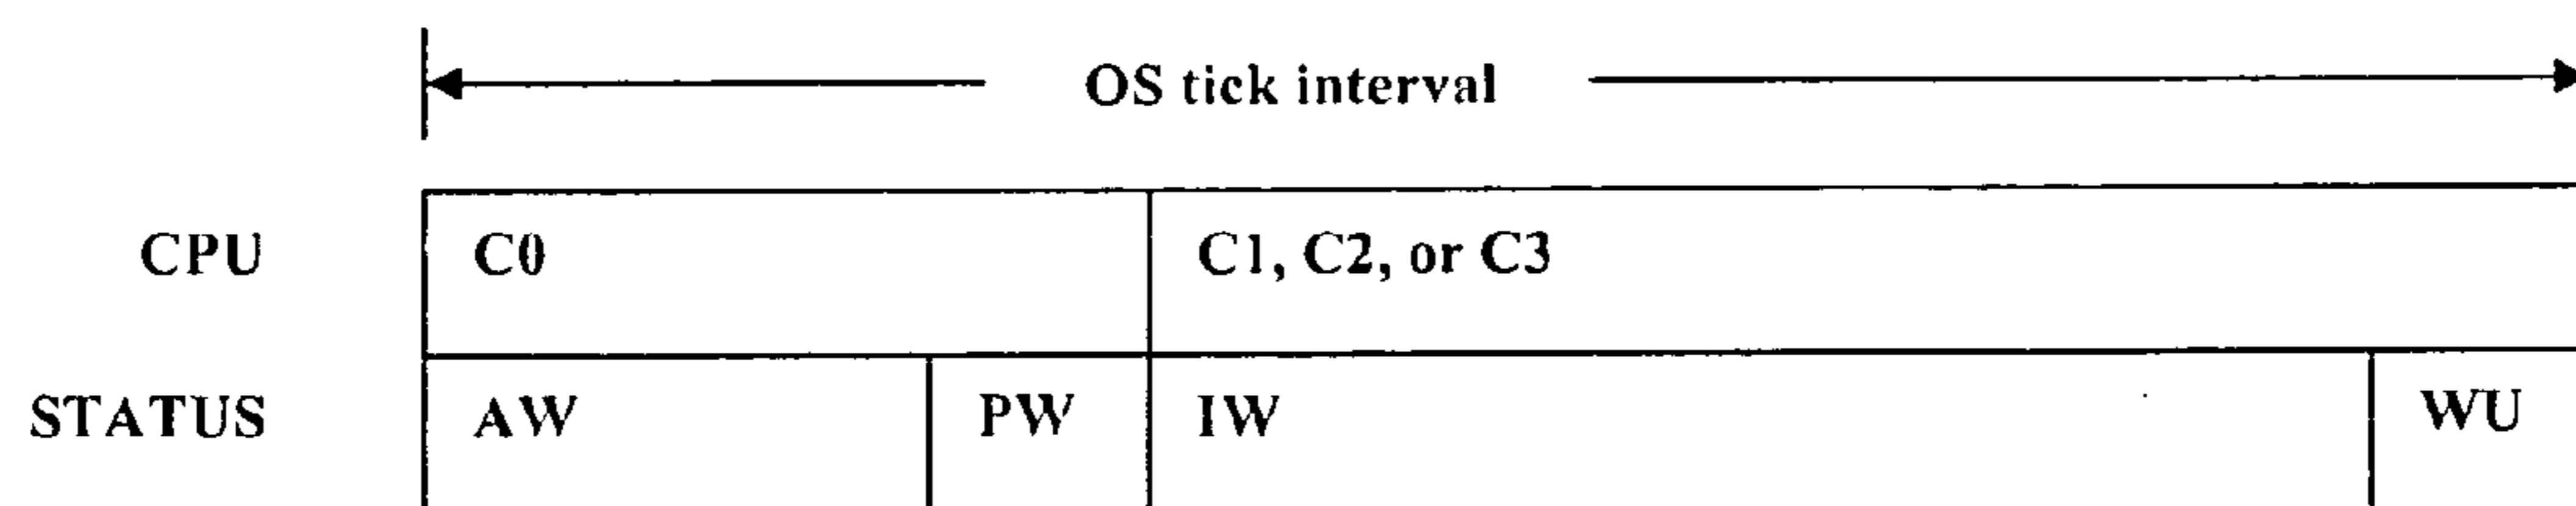 OS tick interval
CPU C0 C1, C2, or C3
STATUS AW PW IW WU